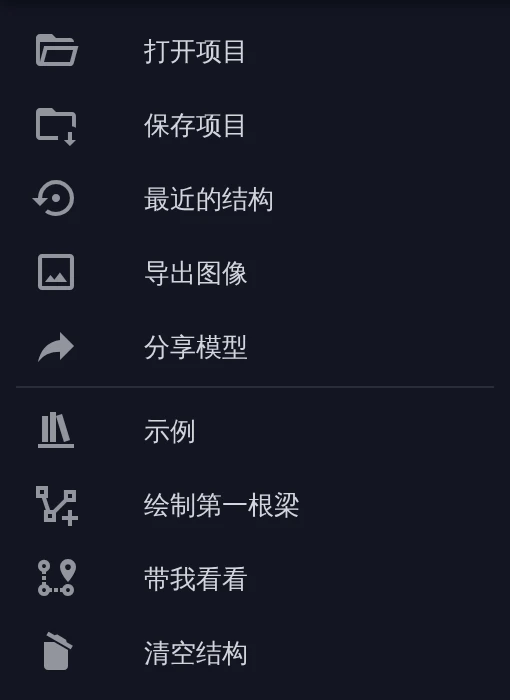 打开项目
保存项目
最近的结构
导出图像
分享模型
示例
绘制第一根梁
带我看看
清空结构